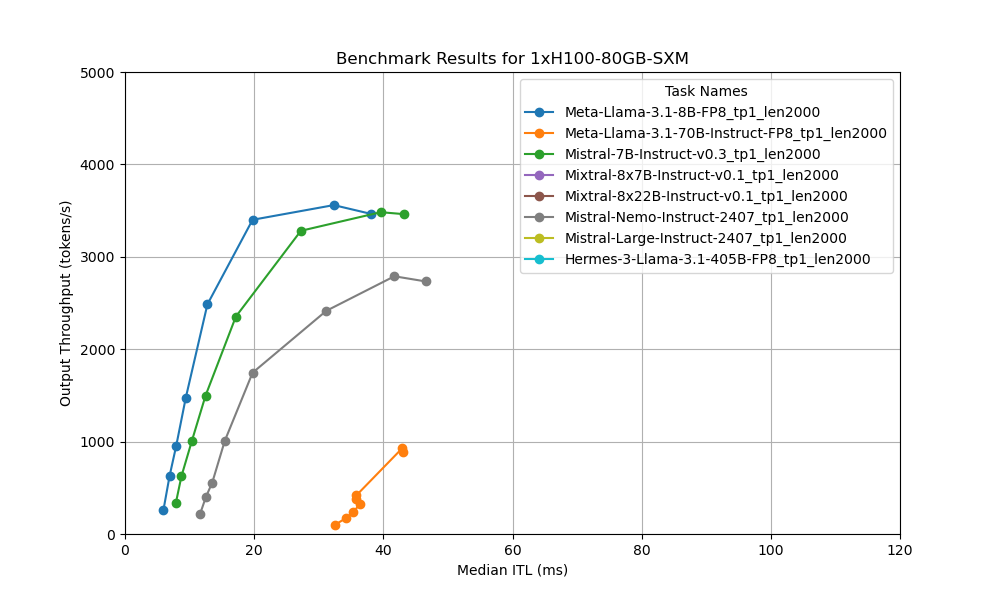 Benchmark Results for 1xH100-80GB-SXM
5000
4000
3000
2000
1000
0
Output Throughput (tokens/s)
Task Names
Meta-Llama-3.1-8B-FP8_tp1_len2000
Meta-Llama-3.1-70B-Instruct-FP8_tp1_len2000
Mistral-7B-Instruct-v0.3_tp1_len2000
Mixtral-8x7B-Instruct-v0.1_tp1_len2000
Mixtral-8x22B-Instruct-v0.1_tp1_len2000
Mistral-Nemo-Instruct-2407_tp1_len2000
Mistral-Large-Instruct-2407_tp1_len2000
Hermes-3-Llama-3.1-405B-FP8_tp1_len2000
0 20 40 60 80 100 120
Median ITL (ms)